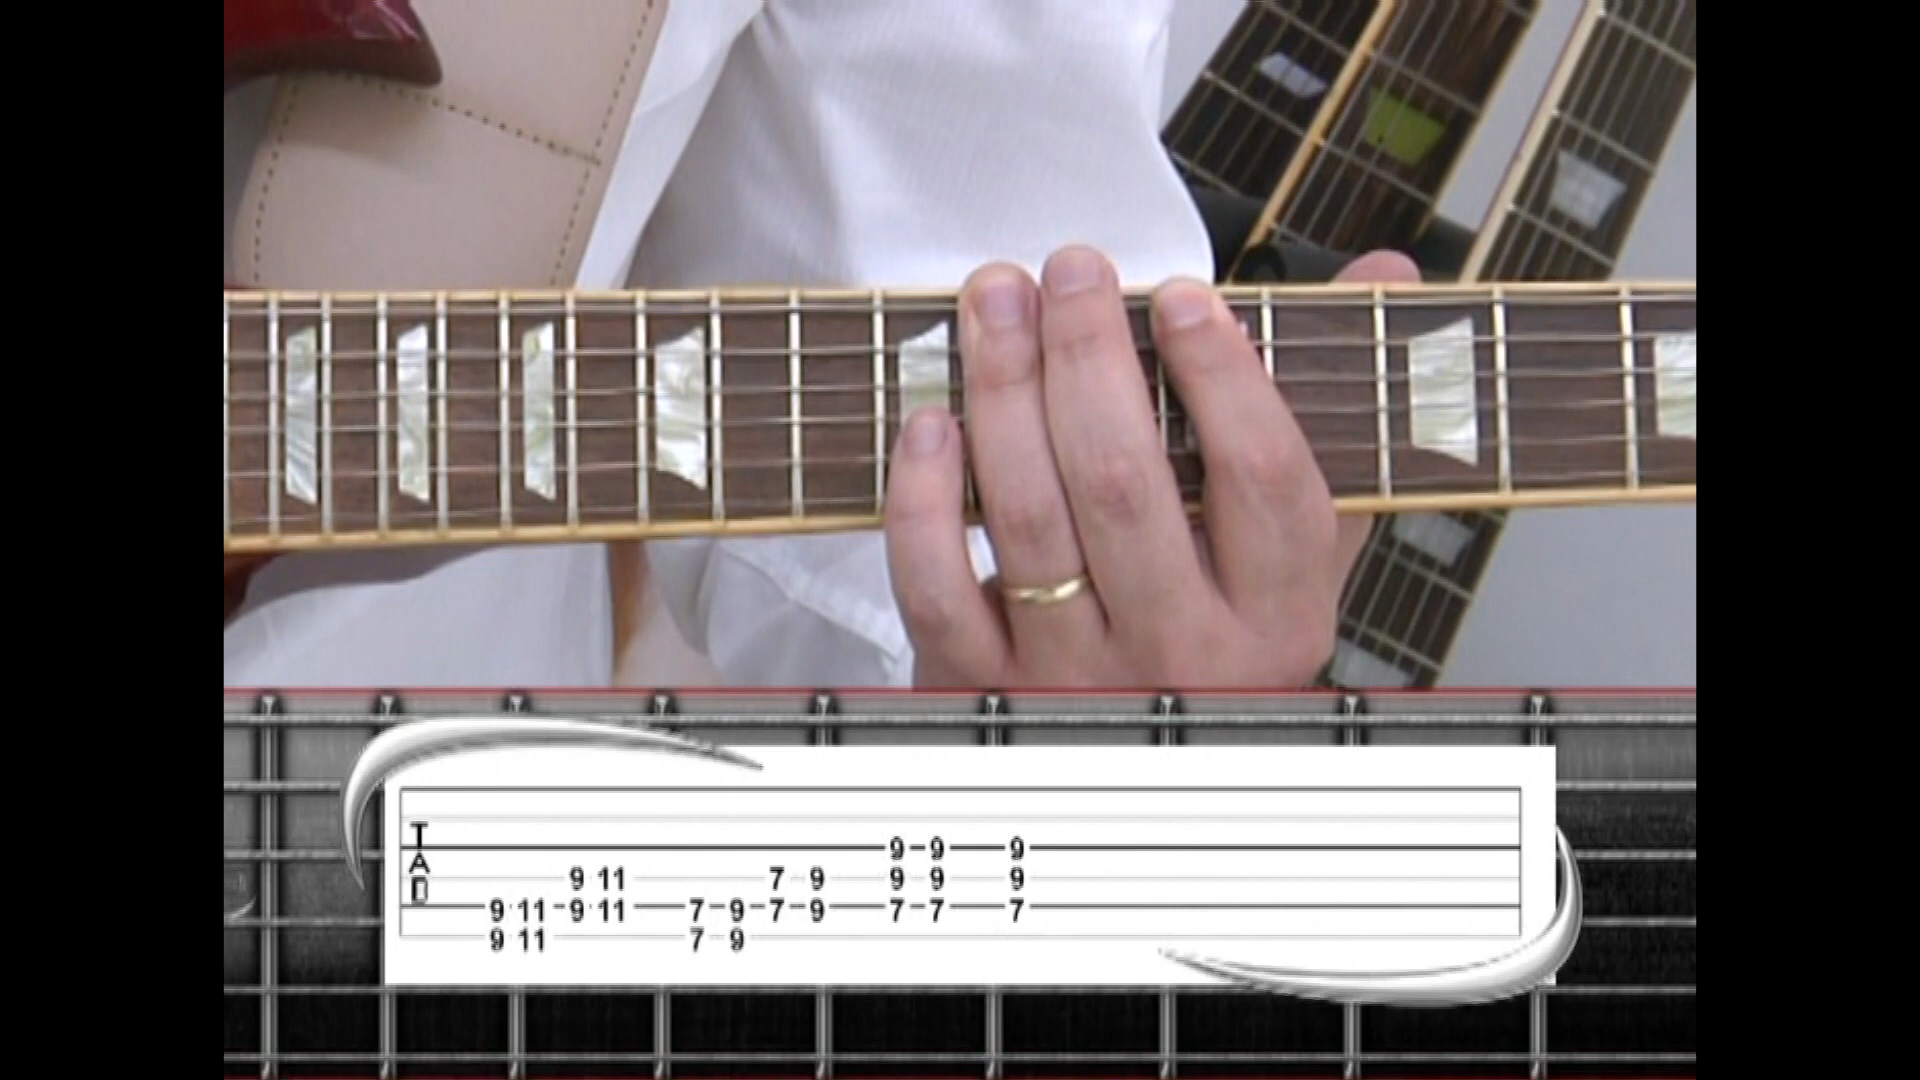 T
9 9 9
A
9 11 7 9 9 9 9
D
9 11 9 11 7 9 7 9 7 7 7
9 11 7 9